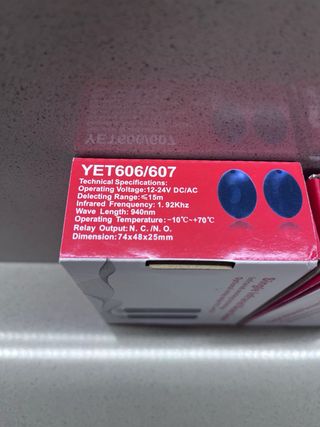 YET606/607
Technical Specifications:
Operating Voltage:12-24V DC/AC
Delecting Range:≤15m
Infrared Frenquency: 1.92Khz
Wave Length: 940nm
Operating Temperature: -10°C~+70°C
Relay Output: N. C. /N. O.
Dimension:74x48x25mm